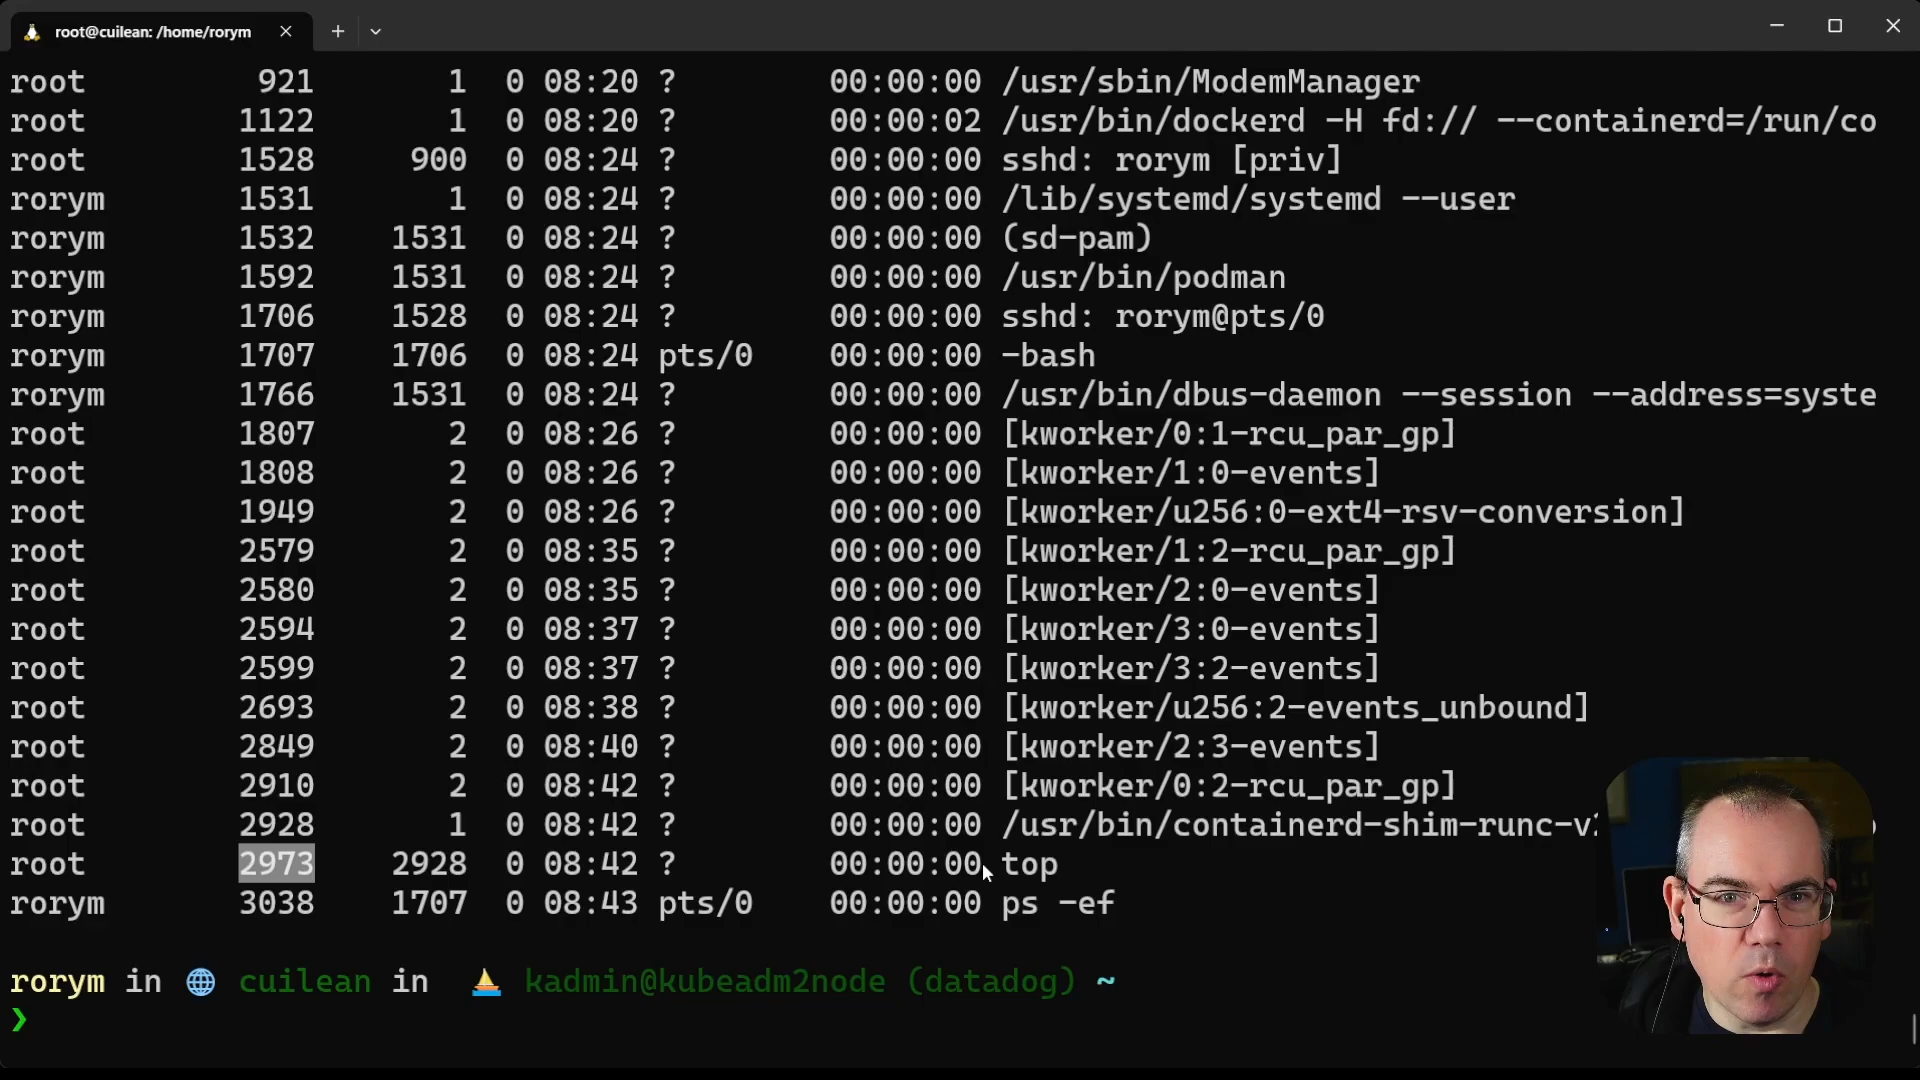 root@cuilean: /home/rorym
root 921 1 0 08:20 ? 00:00:00 /usr/sbin/ModemManager
root 1122 1 0 08:20 ? 00:00:02 /usr/bin/dockerd -H fd:// --containerd=/run/co
root 1528 900 0 08:24 ? 00:00:00 sshd: rorym [priv]
rorym 1531 1 0 08:24 ? 00:00:00 /lib/systemd/systemd --user
rorym 1532 1531 0 08:24 ? 00:00:00 (sd-pam)
rorym 1592 1531 0 08:24 ? 00:00:00 /usr/bin/podman
rorym 1706 1528 0 08:24 ? 00:00:00 sshd: rorym@pts/0
rorym 1707 1706 0 08:24 pts/0 00:00:00 -bash
rorym 1766 1531 0 08:24 ? 00:00:00 /usr/bin/dbus-daemon --session --address=syste
root 1807 2 0 08:26 ? 00:00:00 [kworker/0:1-rcu_par_gp]
root 1808 2 0 08:26 ? 00:00:00 [kworker/1:0-events]
root 1949 2 0 08:26 ? 00:00:00 [kworker/u256:0-ext4-rsv-conversion]
root 2579 2 0 08:35 ? 00:00:00 [kworker/1:2-rcu_par_gp]
root 2580 2 0 08:35 ? 00:00:00 [kworker/2:0-events]
root 2594 2 0 08:37 ? 00:00:00 [kworker/3:0-events]
root 2599 2 0 08:37 ? 00:00:00 [kworker/3:2-events]
root 2693 2 0 08:38 ? 00:00:00 [kworker/u256:2-events_unbound]
root 2849 2 0 08:40 ? 00:00:00 [kworker/2:3-events]
root 2910 2 0 08:42 ? 00:00:00 [kworker/0:2-rcu_par_gp]
root 2928 1 0 08:42 ? 00:00:00 /usr/bin/containerd-shim-runc-v
root 2973 2928 0 08:42 ? 00:00:00 top
rorym 3038 1707 0 08:43 pts/0 00:00:00 ps -ef
rorym in cuilean in kadmin@kubeadm2node (datadog) ~
❯